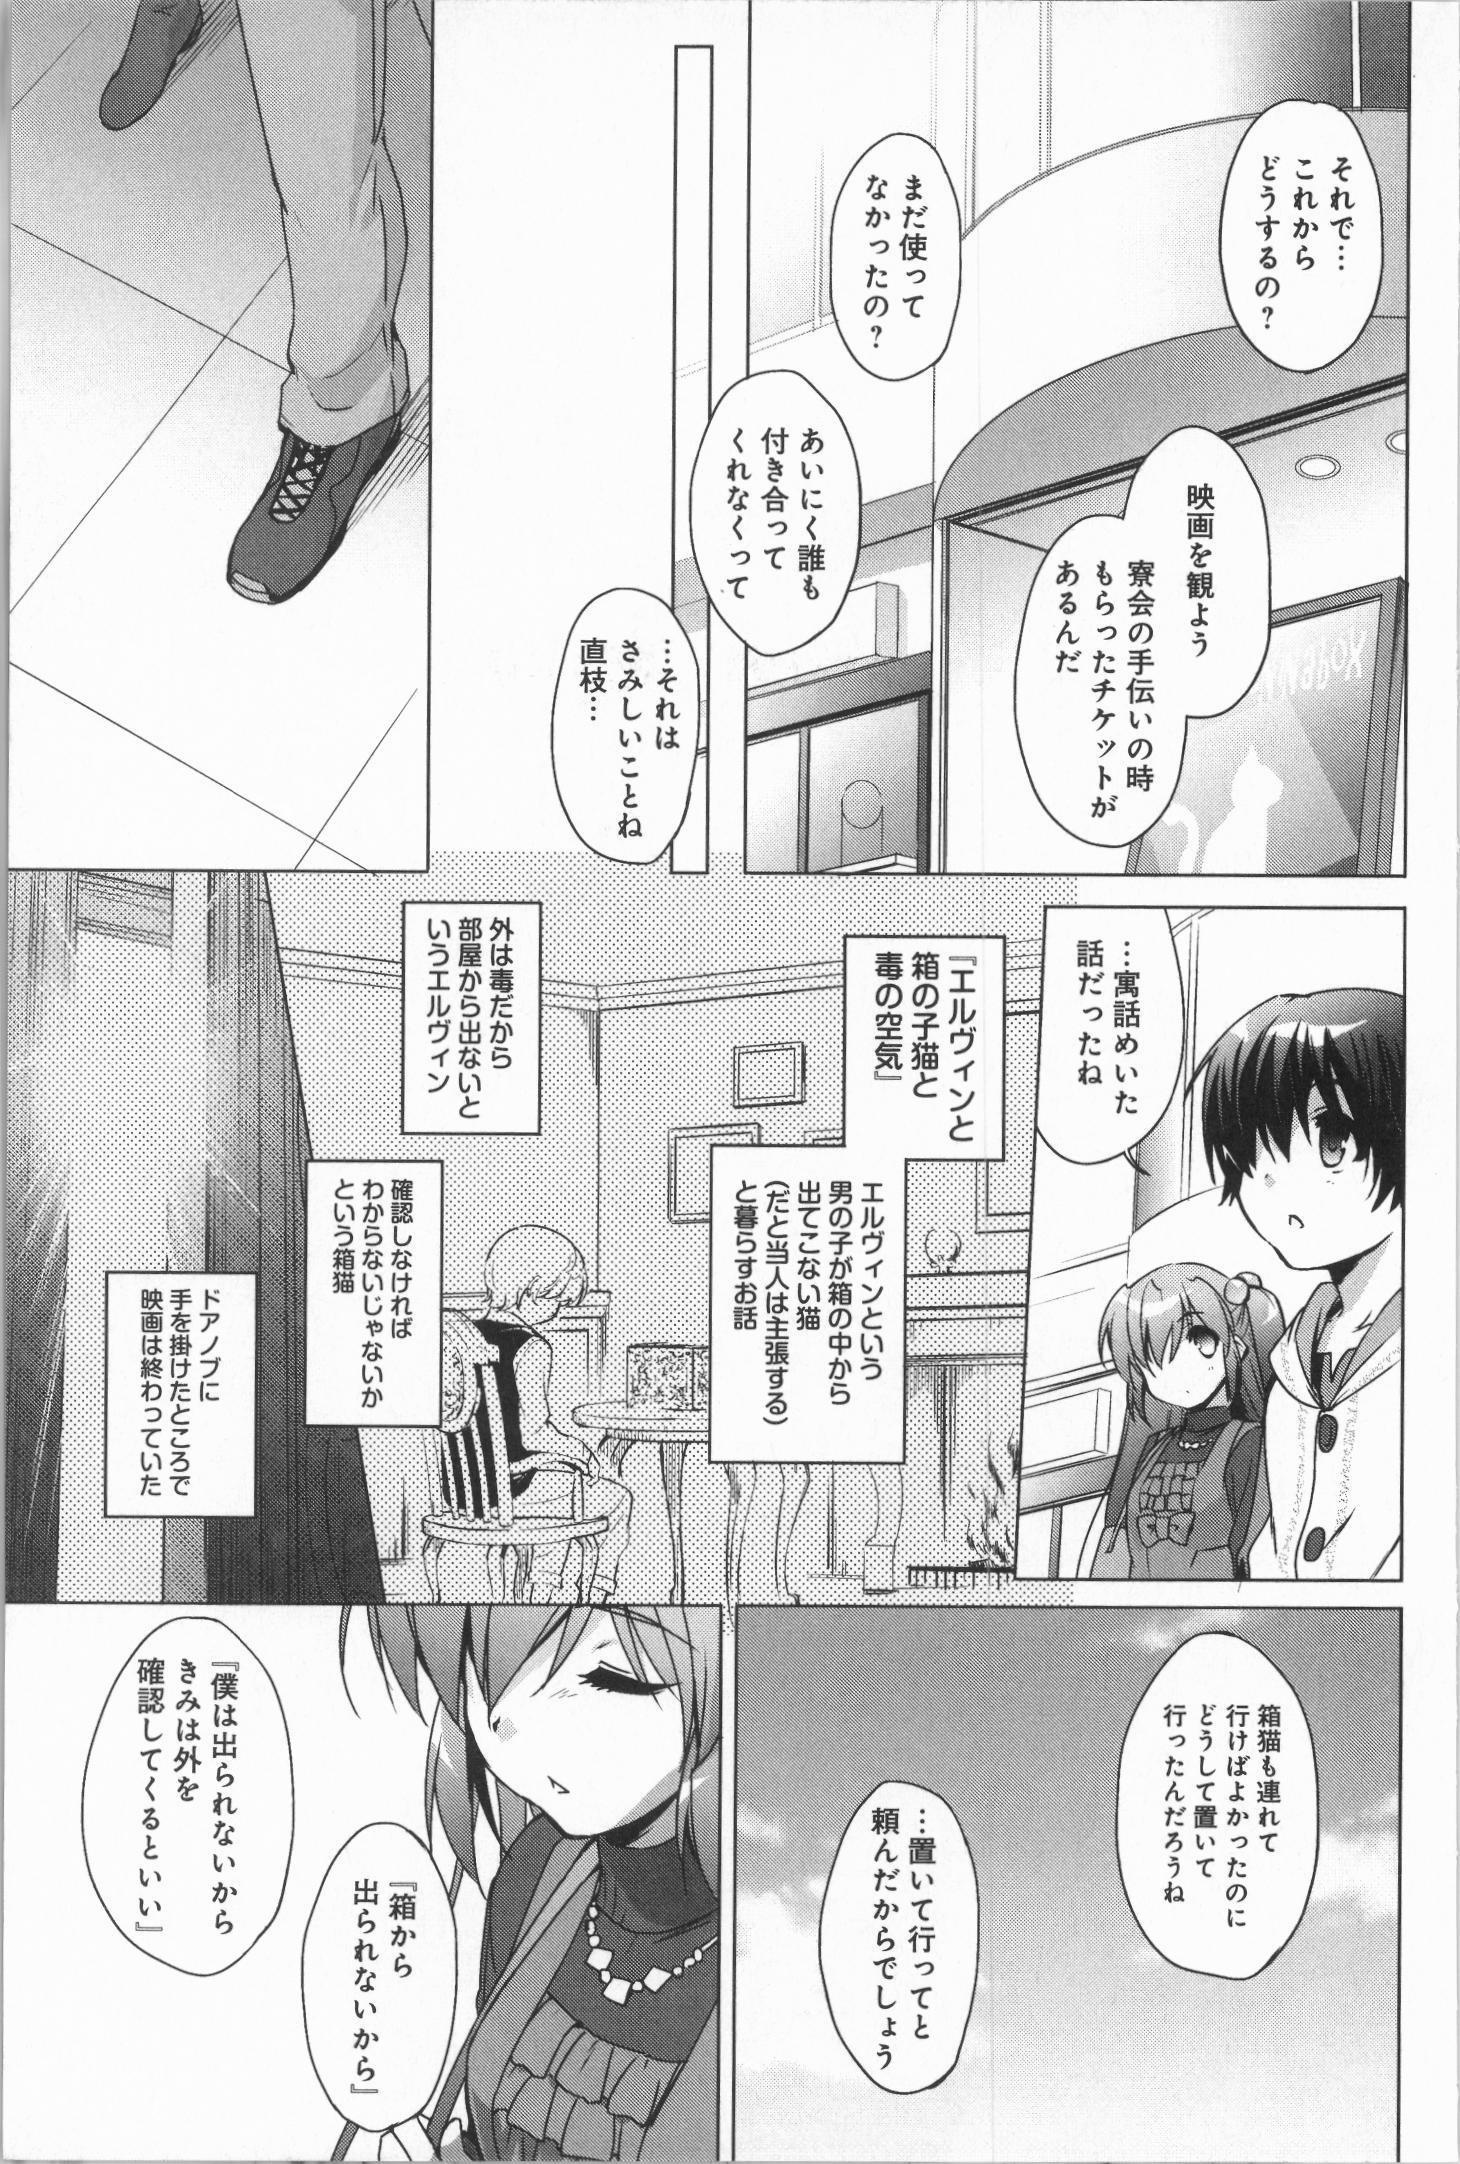 それで…
これから
どうするの?
映画を観よう
寮会の手伝いの時
もらったチケットが
あるんだ
まだ使って
なかったの?
あいにく誰も
付き合って
くれなくって
…それは
さみしいことね
直枝…
…寓話めいた
話だったね
『エルヴィンと
箱の子猫と
毒の空気』
エルヴィンという
男の子が箱の中から
出てこない猫
(だと当人は主張する)
と暮らすお話
外は毒だから
部屋から出ないと
いうエルヴィン
確認しなければ
わからないじゃないか
という箱猫
ドアノブに
手を掛けたところで
映画は終わっていた
箱猫も連れて
行けばよかったのに
どうして置いて
行ったんだろうね
…置いて行ってと
頼んだからでしょう
『箱から
出られないから』
『僕は出られないから
きみは外を
確認してくるといい』